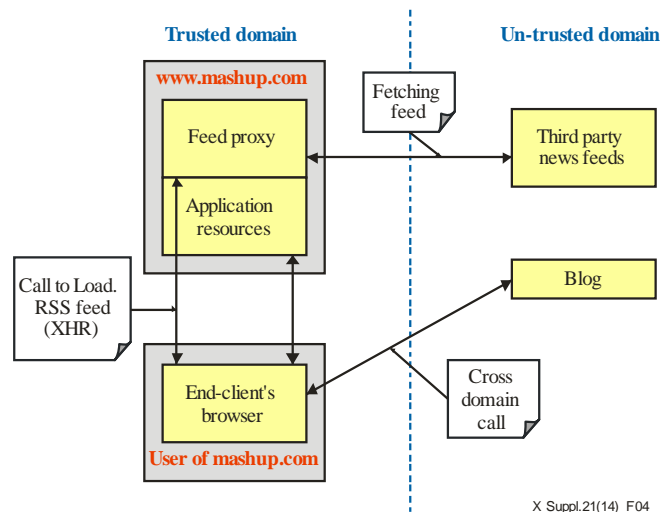 Trusted domain
Un-trusted domain
www.mashup.com
Feed proxy
Application
resources
Fetching
feed
Third party
news feeds
Call to Load.
RSS feed
(XHR)
Blog
End-client's
browser
User of mashup.com
Cross
domain
call
X Suppl.21(14)_F04